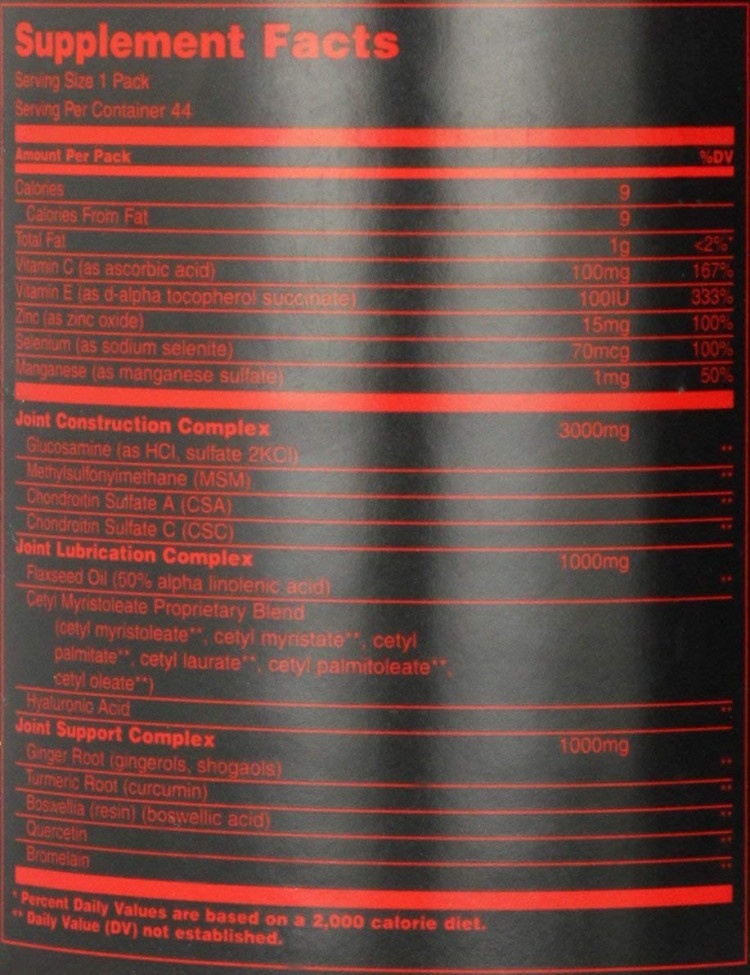 Supplement Facts
Serving Size 1 Pack
Serving Per Container 44
Amount Per Pack %DV
Calories 9
Calories From Fat 9
Total Fat 1g <2%*
Vitamin C (as ascorbic acid) 100mg 167%
Vitamin E (as d-alpha tocopherol succinate) 100IU 333%
Zinc (as zinc oxide) 15mg 100%
Selenium (as sodium selenite) 70mcg 100%
Manganese (as manganese sulfate) 1mg 50%
Joint Construction Complex 3000mg
Glucosamine (as HCl, sulfate 2KCl) **
Methylsulfonylmethane (MSM) **
Chondroitin Sulfate A (CSA) **
Chondroitin Sulfate C (CSC) **
Joint Lubrication Complex 1000mg
Flaxseed Oil (50% alpha linolenic acid) **
Cetyl Myristoleate Proprietary Blend
(cetyl myristoleate**, cetyl myristate**, cetyl
palmitate**, cetyl laurate**, cetyl palmitoleate**,
cetyl oleate**)
Hyaluronic Acid **
Joint Support Complex 1000mg
Ginger Root (gingerols, shogaols) **
Turmeric Root (curcumin) **
Boswellia (resin) (boswellic acid) **
Quercetin **
Bromelain **
* Percent Daily Values are based on a 2,000 calorie diet.
** Daily Value (DV) not established.